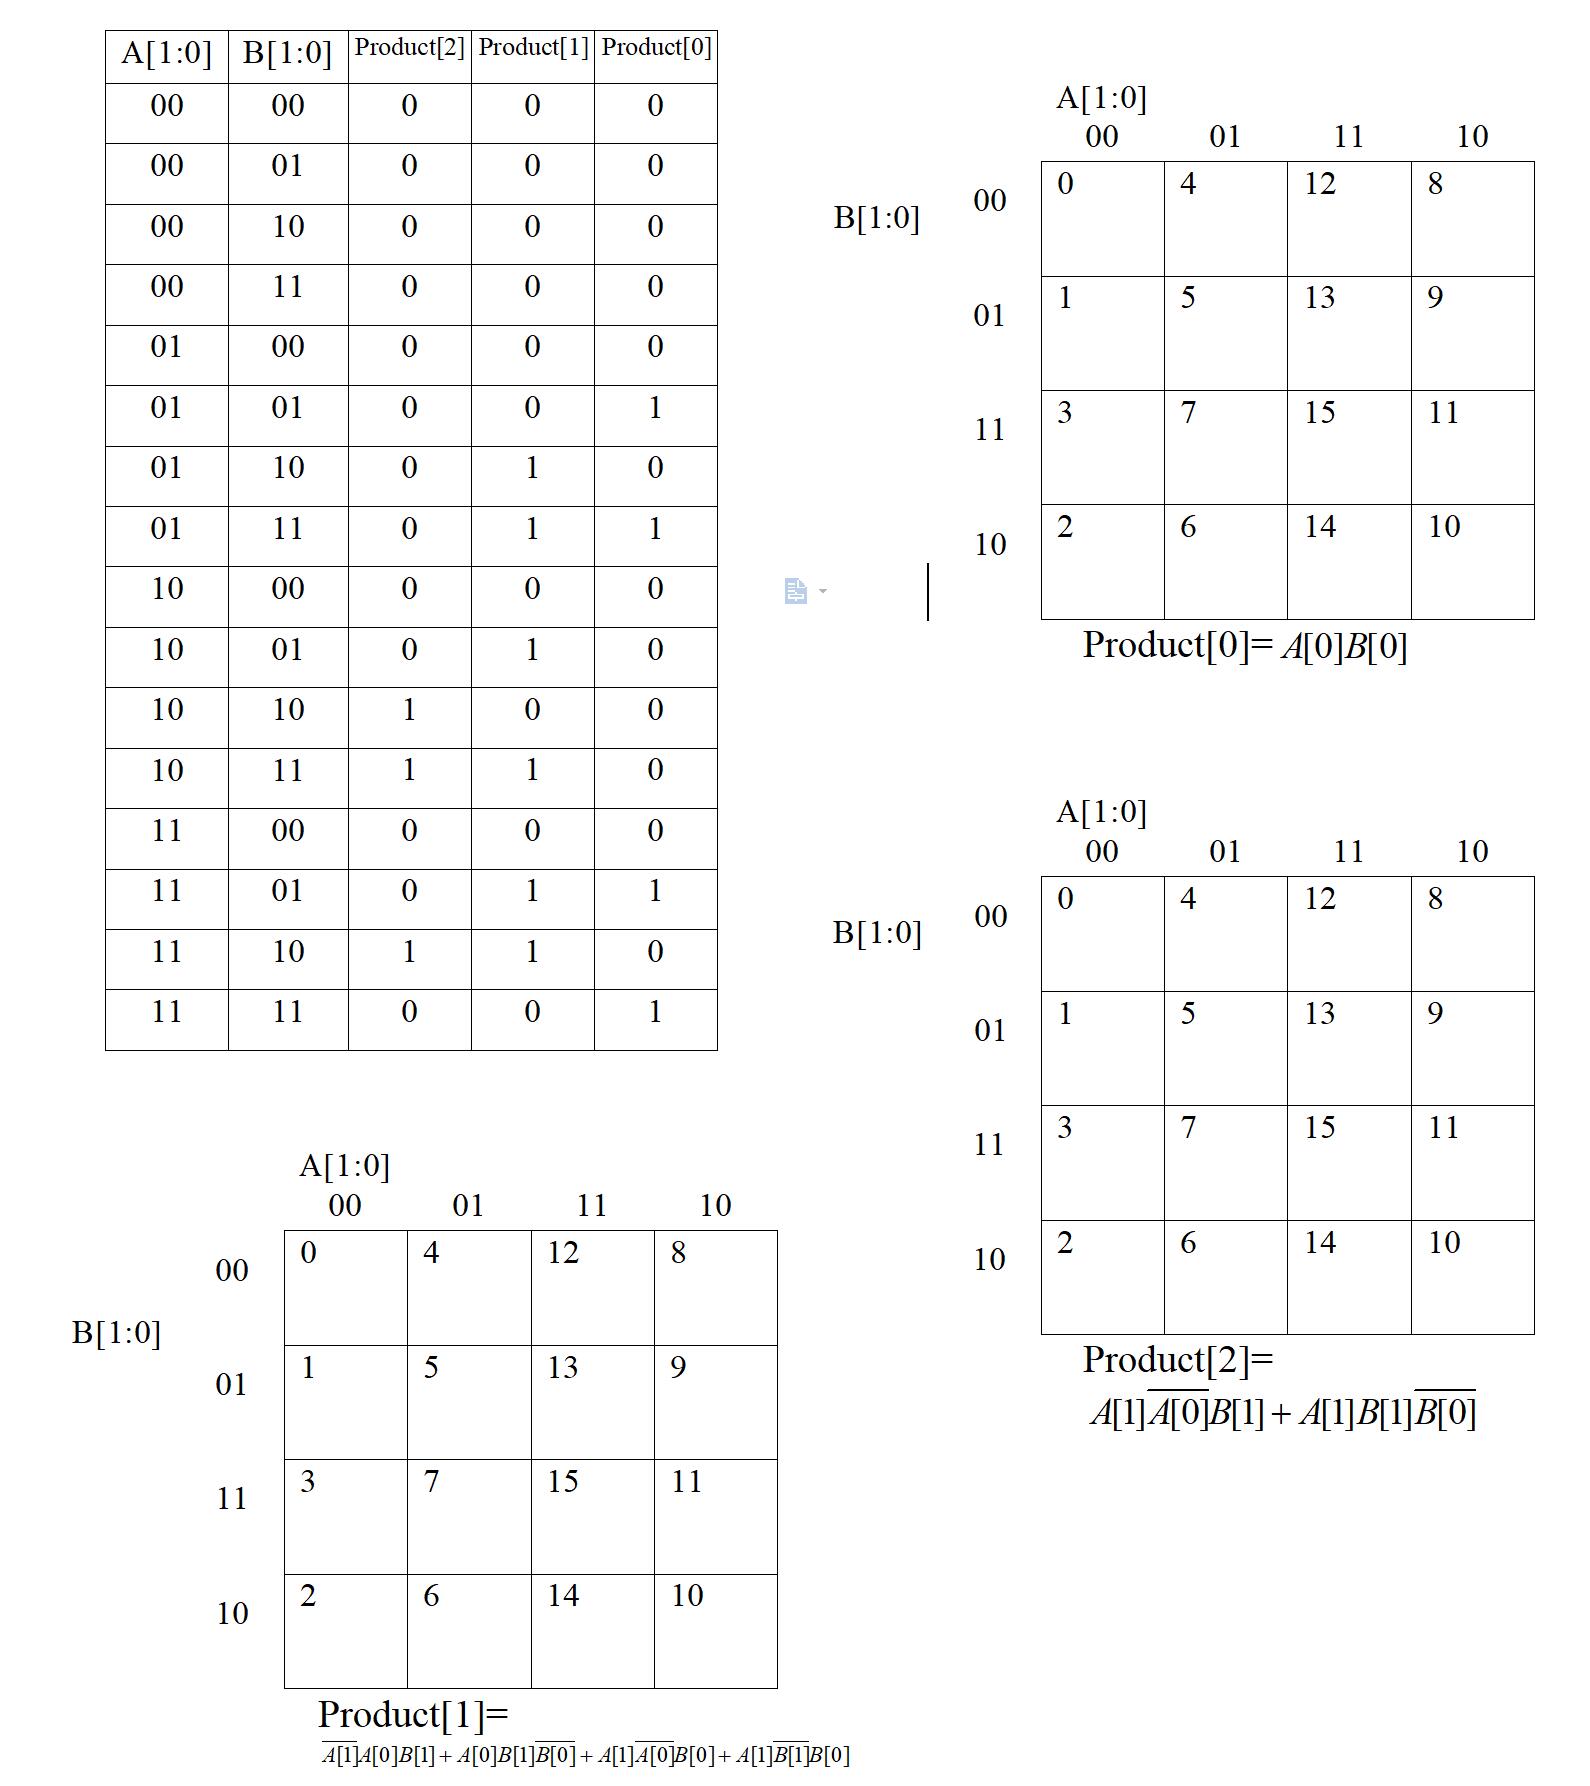 A[1:0] B[1:0] Product[2] Product[1] Product[0]
00 00 0 0 0
00 01 0 0 0
00 10 0 0 0
00 11 0 0 0
01 00 0 0 0
01 01 0 0 1
01 10 0 1 0
01 11 0 1 1
10 00 0 0 0
10 01 0 1 0
10 10 1 0 0
10 11 1 1 0
11 00 0 0 0
11 01 0 1 1
11 10 1 1 0
11 11 0 0 1
A[1:0]
00 01 11 10
B[1:0] 00 0 4 12 8
01 1 5 13 9
11 3 7 15 11
10 2 6 14 10
Product[0]= A[0]B[0]
A[1:0]
00 01 11 10
B[1:0] 00 0 4 12 8
01 1 5 13 9
11 3 7 15 11
10 2 6 14 10
Product[2]=
A[1]A̅[̅0̅]̅B[1] + A[1]B[1]B̅[̅0̅]̅
A[1:0]
00 01 11 10
00 0 4 12 8
B[1:0]
01 1 5 13 9
11 3 7 15 11
10 2 6 14 10
Product[1]=
A̅[̅1̅]̅A[0]B[1] + A[0]B[1]B̅[̅0̅]̅ + A[1]A̅[̅0̅]̅B[0] + A[1]B̅[̅1̅]̅B[0]